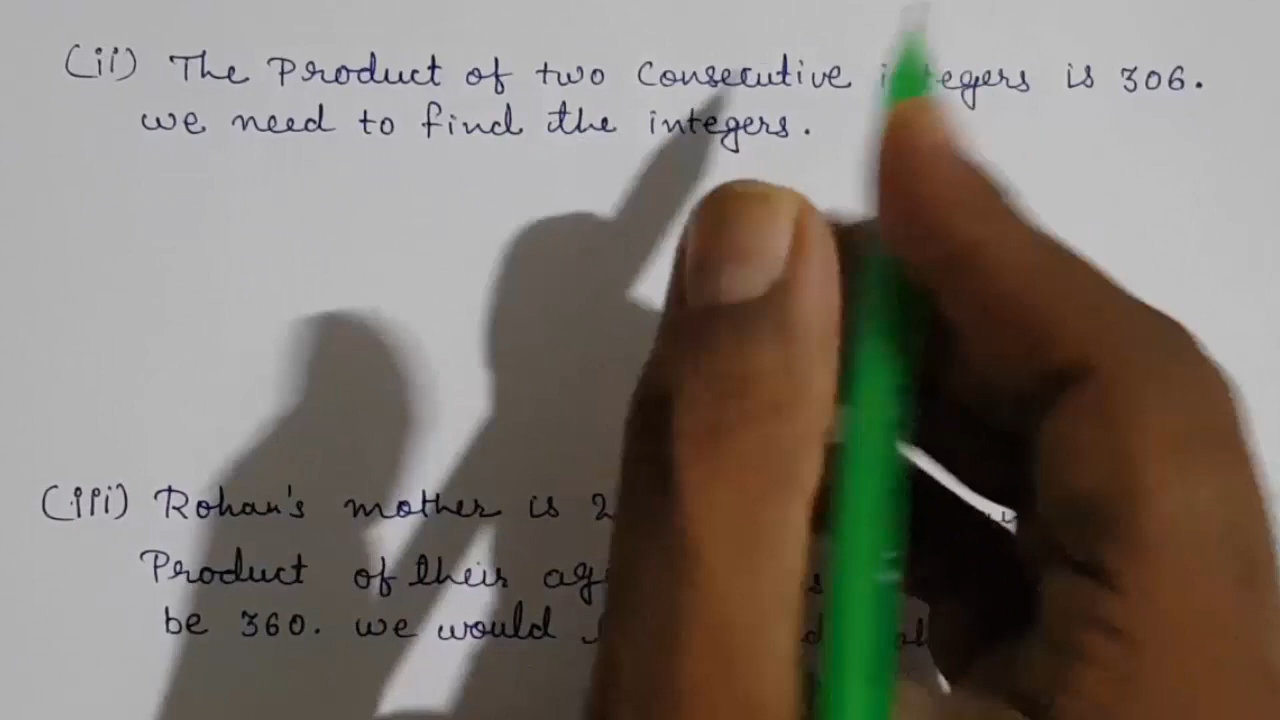 (ii) The Product of two Consecutive integers is 306.
we need to find the integers.
(iii) Rohan's mother is 2
Product of their
be 360. we would